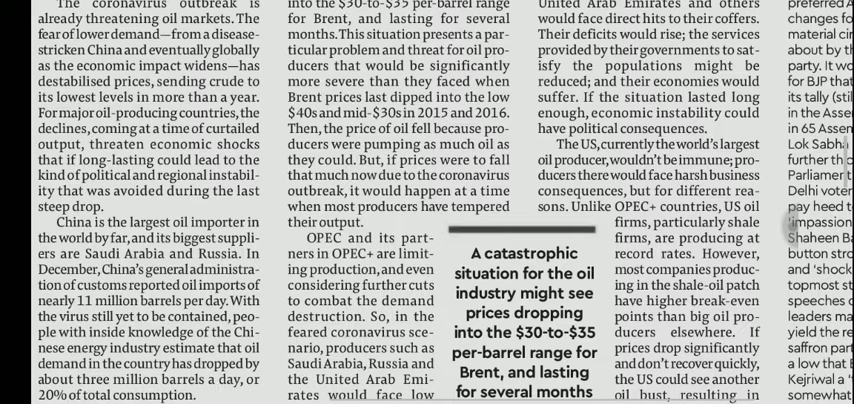 The coronavirus outbreak is
already threatening oil markets. The
fear of lower demand—from a disease-
stricken China and eventually globally
as the economic impact widens—has
destabilised prices, sending crude to
its lowest levels in more than a year.
For major oil-producing countries, the
declines, coming at a time of curtailed
output, threaten economic shocks
that if long-lasting could lead to the
kind of political and regional instabil-
ity that was avoided during the last
steep drop.
China is the largest oil importer in
the world by far, and its biggest suppli-
ers are Saudi Arabia and Russia. In
December, China's general administra-
tion of customs reported oil imports of
nearly 11 million barrels per day. With
the virus still yet to be contained, peo-
ple with inside knowledge of the Chi-
nese energy industry estimate that oil
demand in the country has dropped by
about three million barrels a day, or
20% of total consumption.
into the $30-to-$35 per-barrel range
for Brent, and lasting for several
months. This situation presents a par-
ticular problem and threat for oil pro-
ducers that would be significantly
more severe than they faced when
Brent prices last dipped into the low
$40s and mid-$30s in 2015 and 2016.
Then, the price of oil fell because pro-
ducers were pumping as much oil as
they could. But, if prices were to fall
that much now due to the coronavirus
outbreak, it would happen at a time
when most producers have tempered
their output.
OPEC and its part-
ners in OPEC+ are limit-
ing production, and even
considering further cuts
to combat the demand
destruction. So, in the
feared coronavirus sce-
nario, producers such as
Saudi Arabia, Russia and
the United Arab Emi-
rates would face low
A catastrophic
situation for the oil
industry might see
prices dropping
into the $30-to-$35
per-barrel range for
Brent, and lasting
for several months
United Arab Emirates and others
would face direct hits to their coffers.
Their deficits would rise; the services
provided by their governments to sat-
isfy the populations might be
reduced; and their economies would
suffer. If the situation lasted long
enough, economic instability could
have political consequences.
The US, currently the world's largest
oil producer, wouldn't be immune; pro-
ducers there would face harsh business
consequences, but for different rea-
sons. Unlike OPEC+ countries, US oil
firms, particularly shale
firms, are producing at
record rates. However,
most companies produc-
ing in the shale-oil patch
have higher break-even
points than big oil pro-
ducers elsewhere. If
prices drop significantly
and don't recover quickly,
the US could see another
oil bust, resulting in
preferred A
changes fo
material cir
about by th
party. It wo
for BJP that
its tally (stil
in the Asse
in 65 Assen
Lok Sabh
further th
Parliament
Delhi voter
pay heed t
'impassion
Shaheen Ba
button stro
and 'shock
topmost st
speeches o
leaders ma
yield the re
saffron part
a low that B
Kejriwal a
somewhat